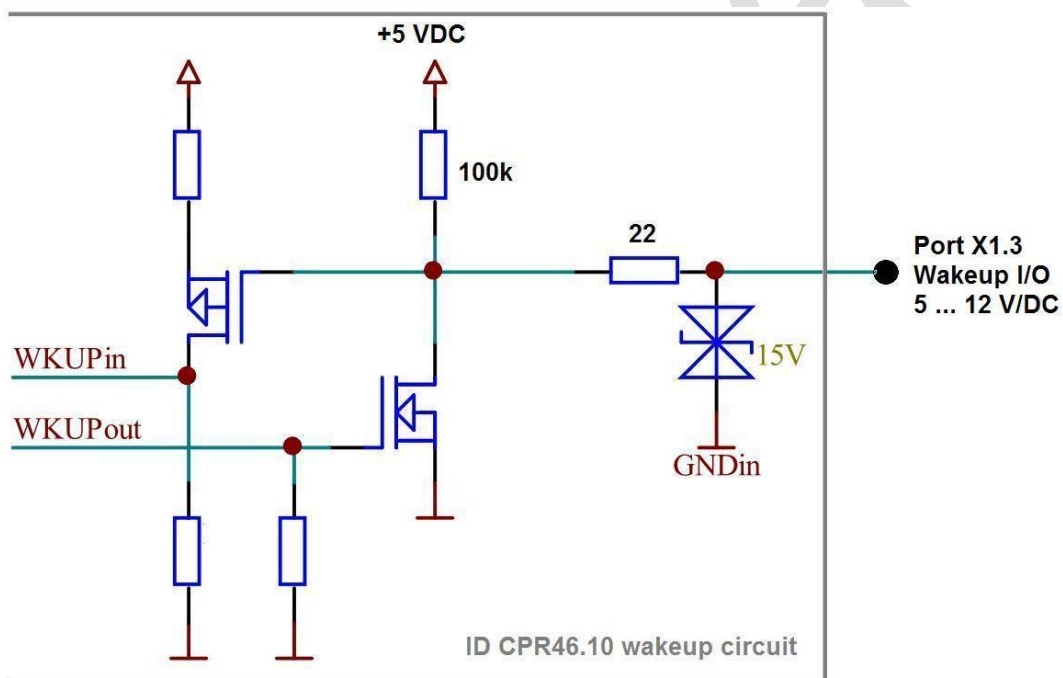 +5 VDC
100k
22
Port X1.3
Wakeup I/O
5 ... 12 V/DC
15V
WKUPin
WKUPout
GNDin
ID CPR46.10 wakeup circuit